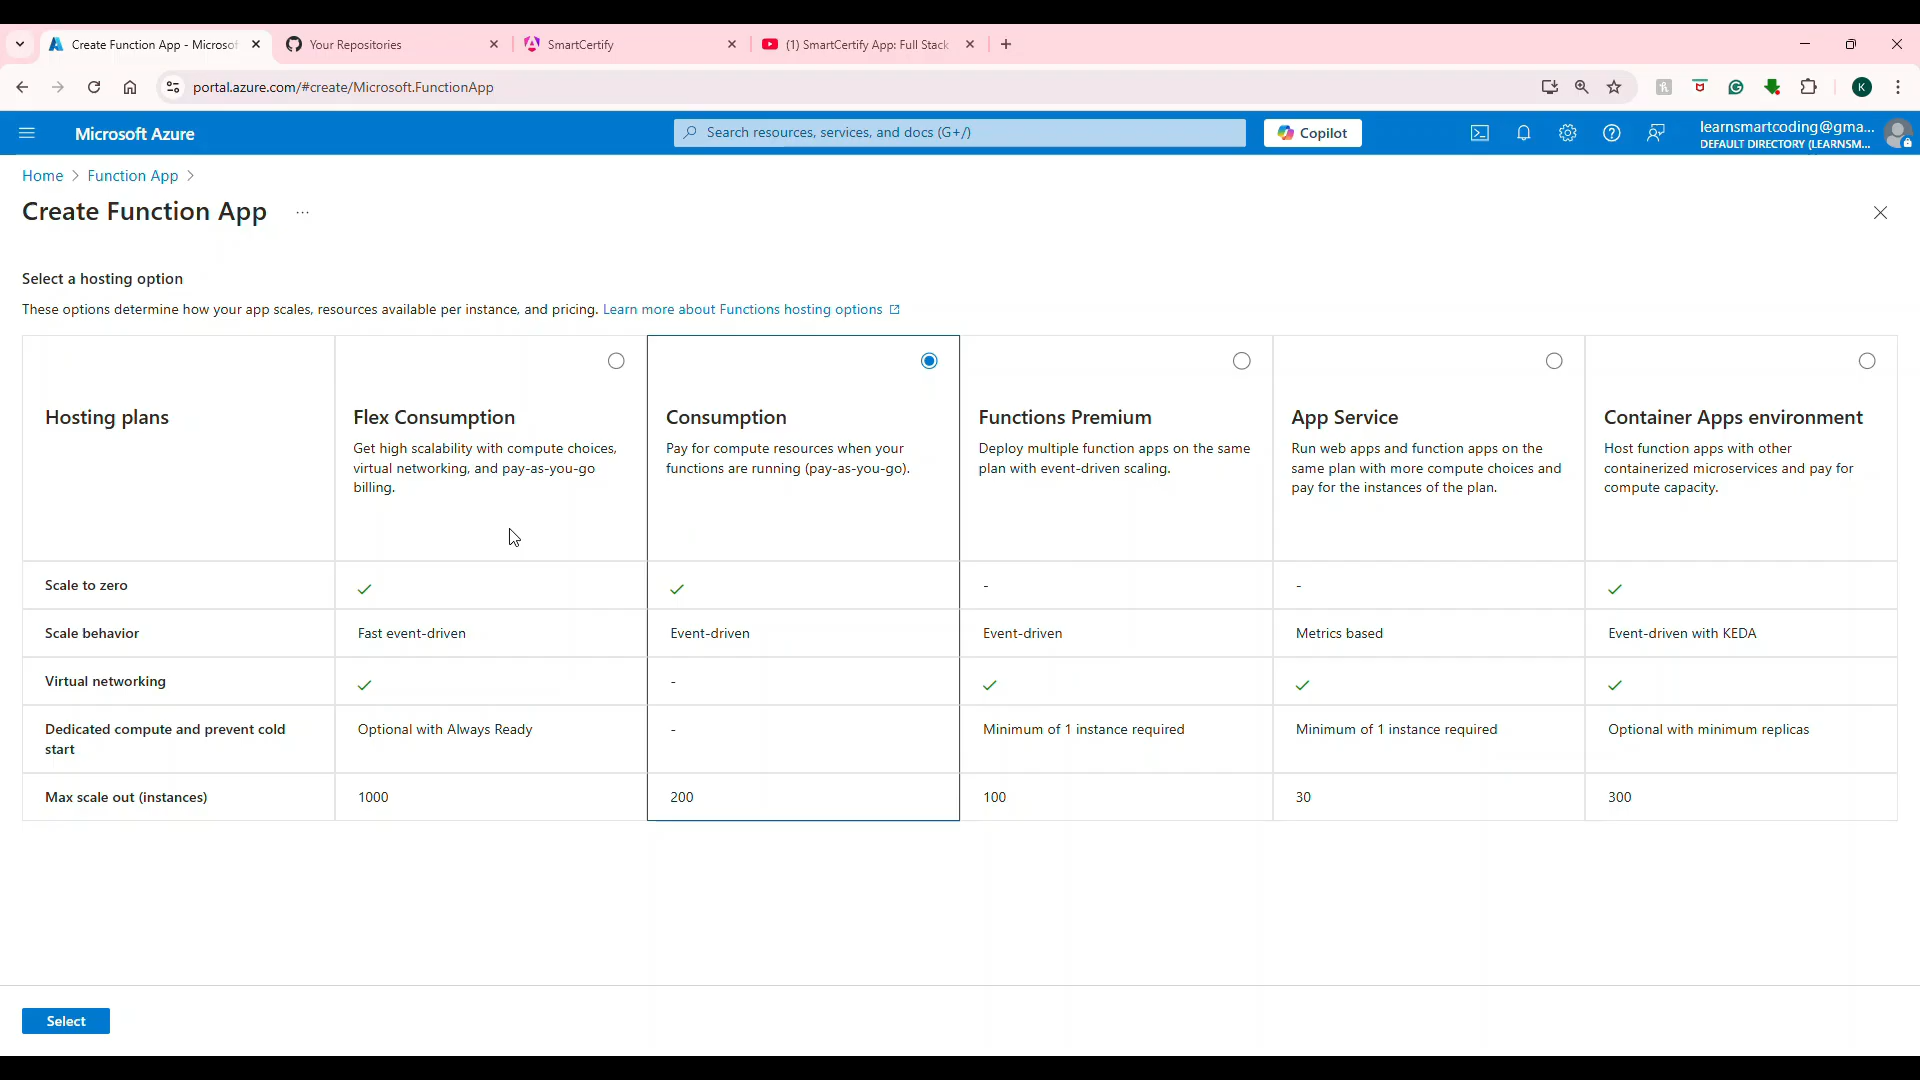 Create Function App - Microsof
Your Repositories
SmartCertify
(1) SmartCertify App: Full Stack
portal.azure.com/#create/Microsoft.FunctionApp
K
Microsoft Azure
Search resources, services, and docs (G+/)
Copilot
learnsmartcoding@gma...
DEFAULT DIRECTORY (LEARNSM...
Home > Function App >
Create Function App ...
Select a hosting option
These options determine how your app scales, resources available per instance, and pricing. Learn more about Functions hosting options
Hosting plans
Flex Consumption
Get high scalability with compute choices,
virtual networking, and pay-as-you-go
billing.
Consumption
Pay for compute resources when your
functions are running (pay-as-you-go).
Functions Premium
Deploy multiple function apps on the same
plan with event-driven scaling.
App Service
Run web apps and function apps on the
same plan with more compute choices and
pay for the instances of the plan.
Container Apps environment
Host function apps with other
containerized microservices and pay for
compute capacity.
Scale to zero - -
Scale behavior Fast event-driven Event-driven Event-driven Metrics based Event-driven with KEDA
Virtual networking -
Dedicated compute and prevent cold
start
Optional with Always Ready - Minimum of 1 instance required Minimum of 1 instance required Optional with minimum replicas
Max scale out (instances) 1000 200 100 30 300
Select